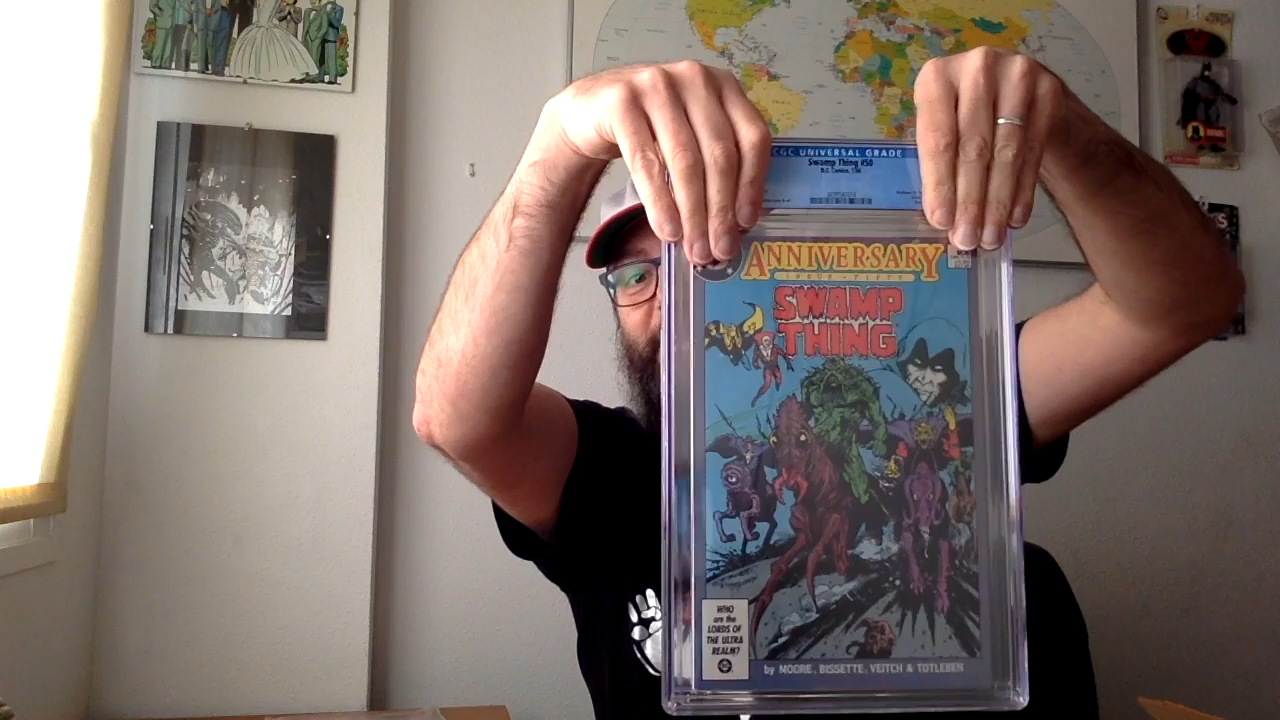 CGC UNIVERSAL GRADE
Swamp Thing #50
D.C. Comics, 1/86
ANNIVERSARY
ISSUE - FIFTY
SWAMP
THING
WHO
are the
LORDS OF
THE ULTRA
REALM?
by MOORE, BISSETTE, VEITCH & TOTLEBEN